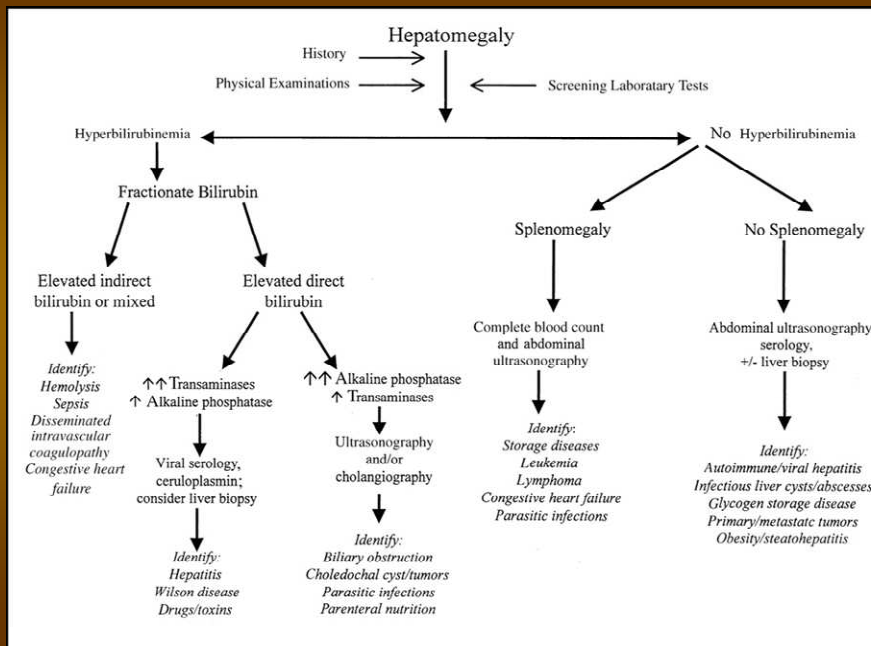 Hepatomegaly
History
Physical Examinations
Screening Laboratary Tests
Hyperbilirubinemia
No Hyperbilirubinemia
Fractionate Bilirubin
Splenomegaly
No Splenomegaly
Elevated indirect
bilirubin or mixed
Elevated direct
bilirubin
Complete blood count
and abdominal
ultrasonography
Abdominal ultrasonography
serology,
+/- liver biopsy
Identify:
Hemolysis
Sepsis
Disseminated
intravascular
coagulopathy
Congestive heart
failure
↑↑ Transaminases
↑ Alkaline phosphatase
↑↑ Alkaline phosphatase
↑ Transaminases
Viral serology,
ceruloplasmin;
consider liver biopsy
Ultrasonography
and/or
cholangiography
Identify:
Storage diseases
Leukemia
Lymphoma
Congestive heart failure
Parasitic infections
Identify:
Autoimmune/viral hepatitis
Infectious liver cysts/abscesses
Glycogen storage disease
Primary/metastatc tumors
Obesity/steatohepatitis
Identify:
Hepatitis
Wilson disease
Drugs/toxins
Identify:
Biliary obstruction
Choledochal cyst/tumors
Parasitic infections
Parenteral nutrition